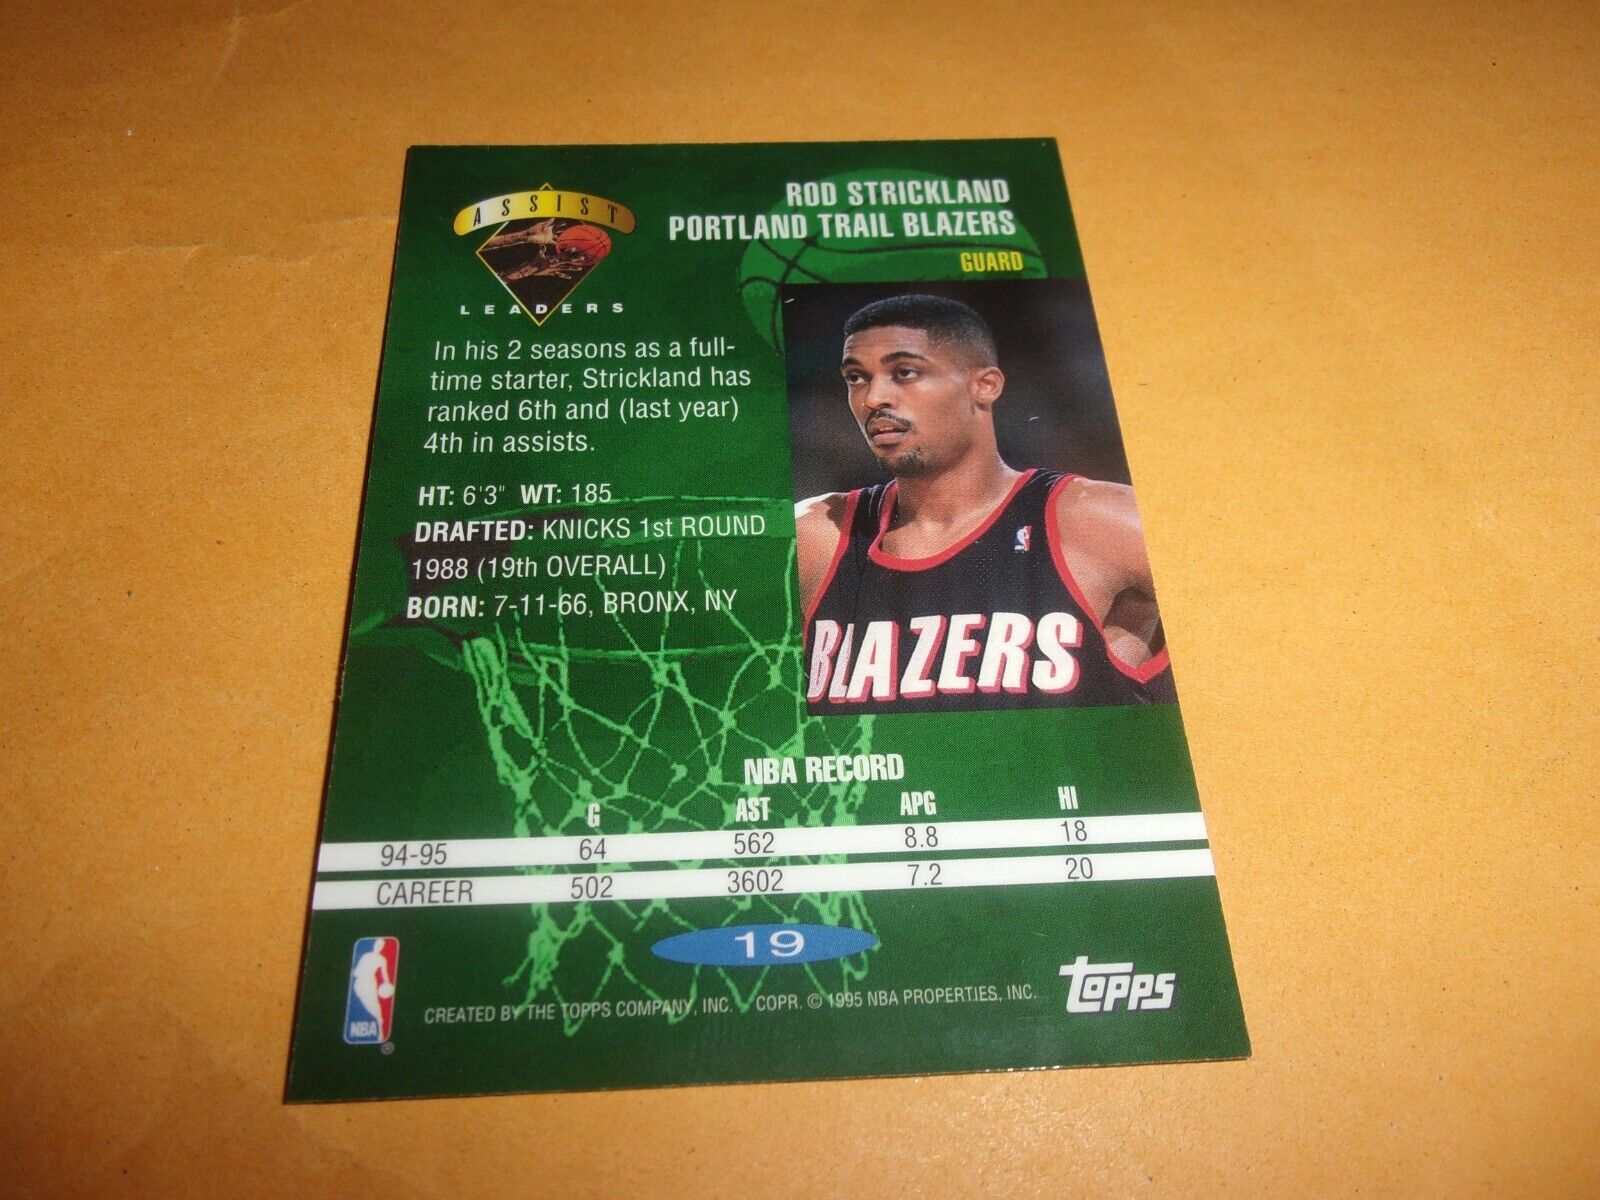 ASSIST
LEADERS
ROD STRICKLAND
PORTLAND TRAIL BLAZERS
GUARD
In his 2 seasons as a full-
time starter, Strickland has
ranked 6th and (last year)
4th in assists.
HT: 6'3" WT: 185
DRAFTED: KNICKS 1st ROUND
1988 (19th OVERALL)
BORN: 7-11-66, BRONX, NY
BLAZERS
NBA RECORD
G AST APG HI
94-95 64 562 8.8 18
CAREER 502 3602 7.2 20
19
NBA ®
CREATED BY THE TOPPS COMPANY, INC. COPR. © 1995 NBA PROPERTIES, INC.
TOPPS